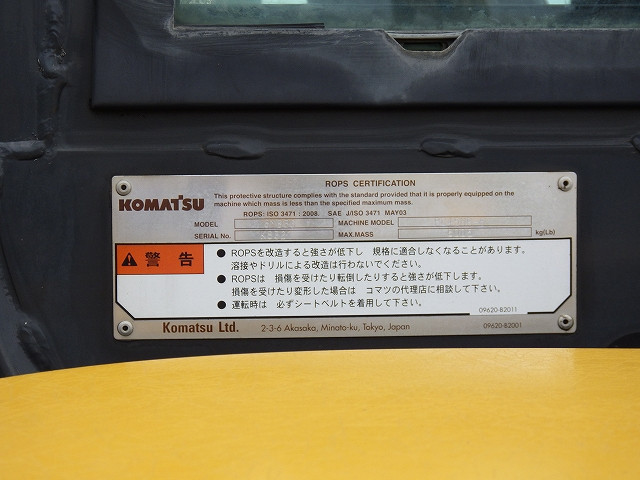 ROPS CERTIFICATION
KOMATSU
This protective structure complies with the standard provided that it is properly equipped on the
machine which mass is less than the specified maximum mass.
ROPS: ISO 3471 : 2008. SAE J/ISO 3471 MAY03
MODEL MACHINE MODEL
SERIAL No. MAX.MASS kg(Lb)
警告
● ROPSを改造すると強さが低下し 規格に適合しなくなることがあります。
溶接やドリルによる改造は行わないでください。
● ROPSは 損傷を受けたり転倒したりすると強さが低下します。
損傷を受けたり変形した場合は コマツの代理店に相談して下さい。
● 運転時は 必ずシートベルトを着用して下さい。
09620-B2011
Komatsu Ltd. 2-3-6 Akasaka, Minato-ku, Tokyo, Japan 09620-B2001